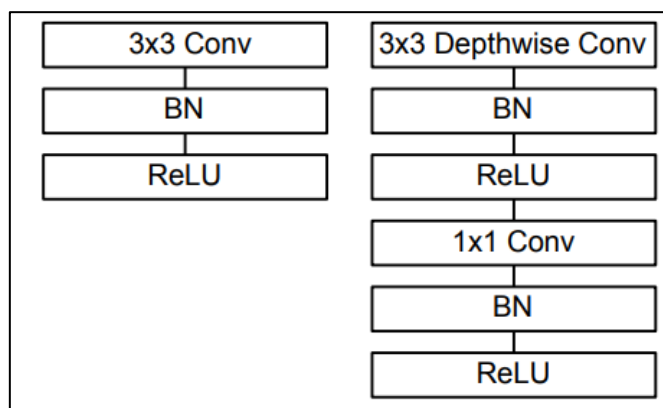 3x3 Conv
BN
ReLU
3x3 Depthwise Conv
BN
ReLU
1x1 Conv
BN
ReLU